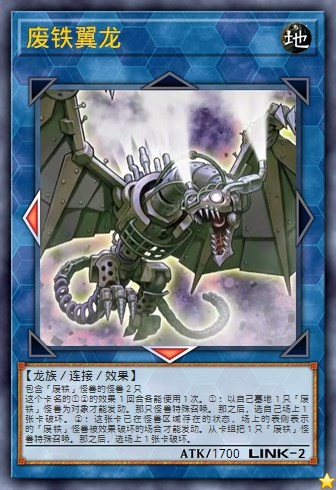 废铁翼龙
地
【龙族／连接／效果】
包含「废铁」怪兽的怪兽２只
这个卡名的①②的效果１回合各能使用１次。①：以自己墓地１只「废铁」
怪兽为对象才能发动。那只怪兽特殊召唤。那之后，选自己场上１
张卡破坏。②：这张卡已在怪兽区域存在的状态，场上的表侧表示
的「废铁」怪兽被效果破坏的场合才能发动。从卡组把１只「废铁」怪
兽特殊召唤。那之后，选场上１张卡破坏。
ATK/1700 LINK-2